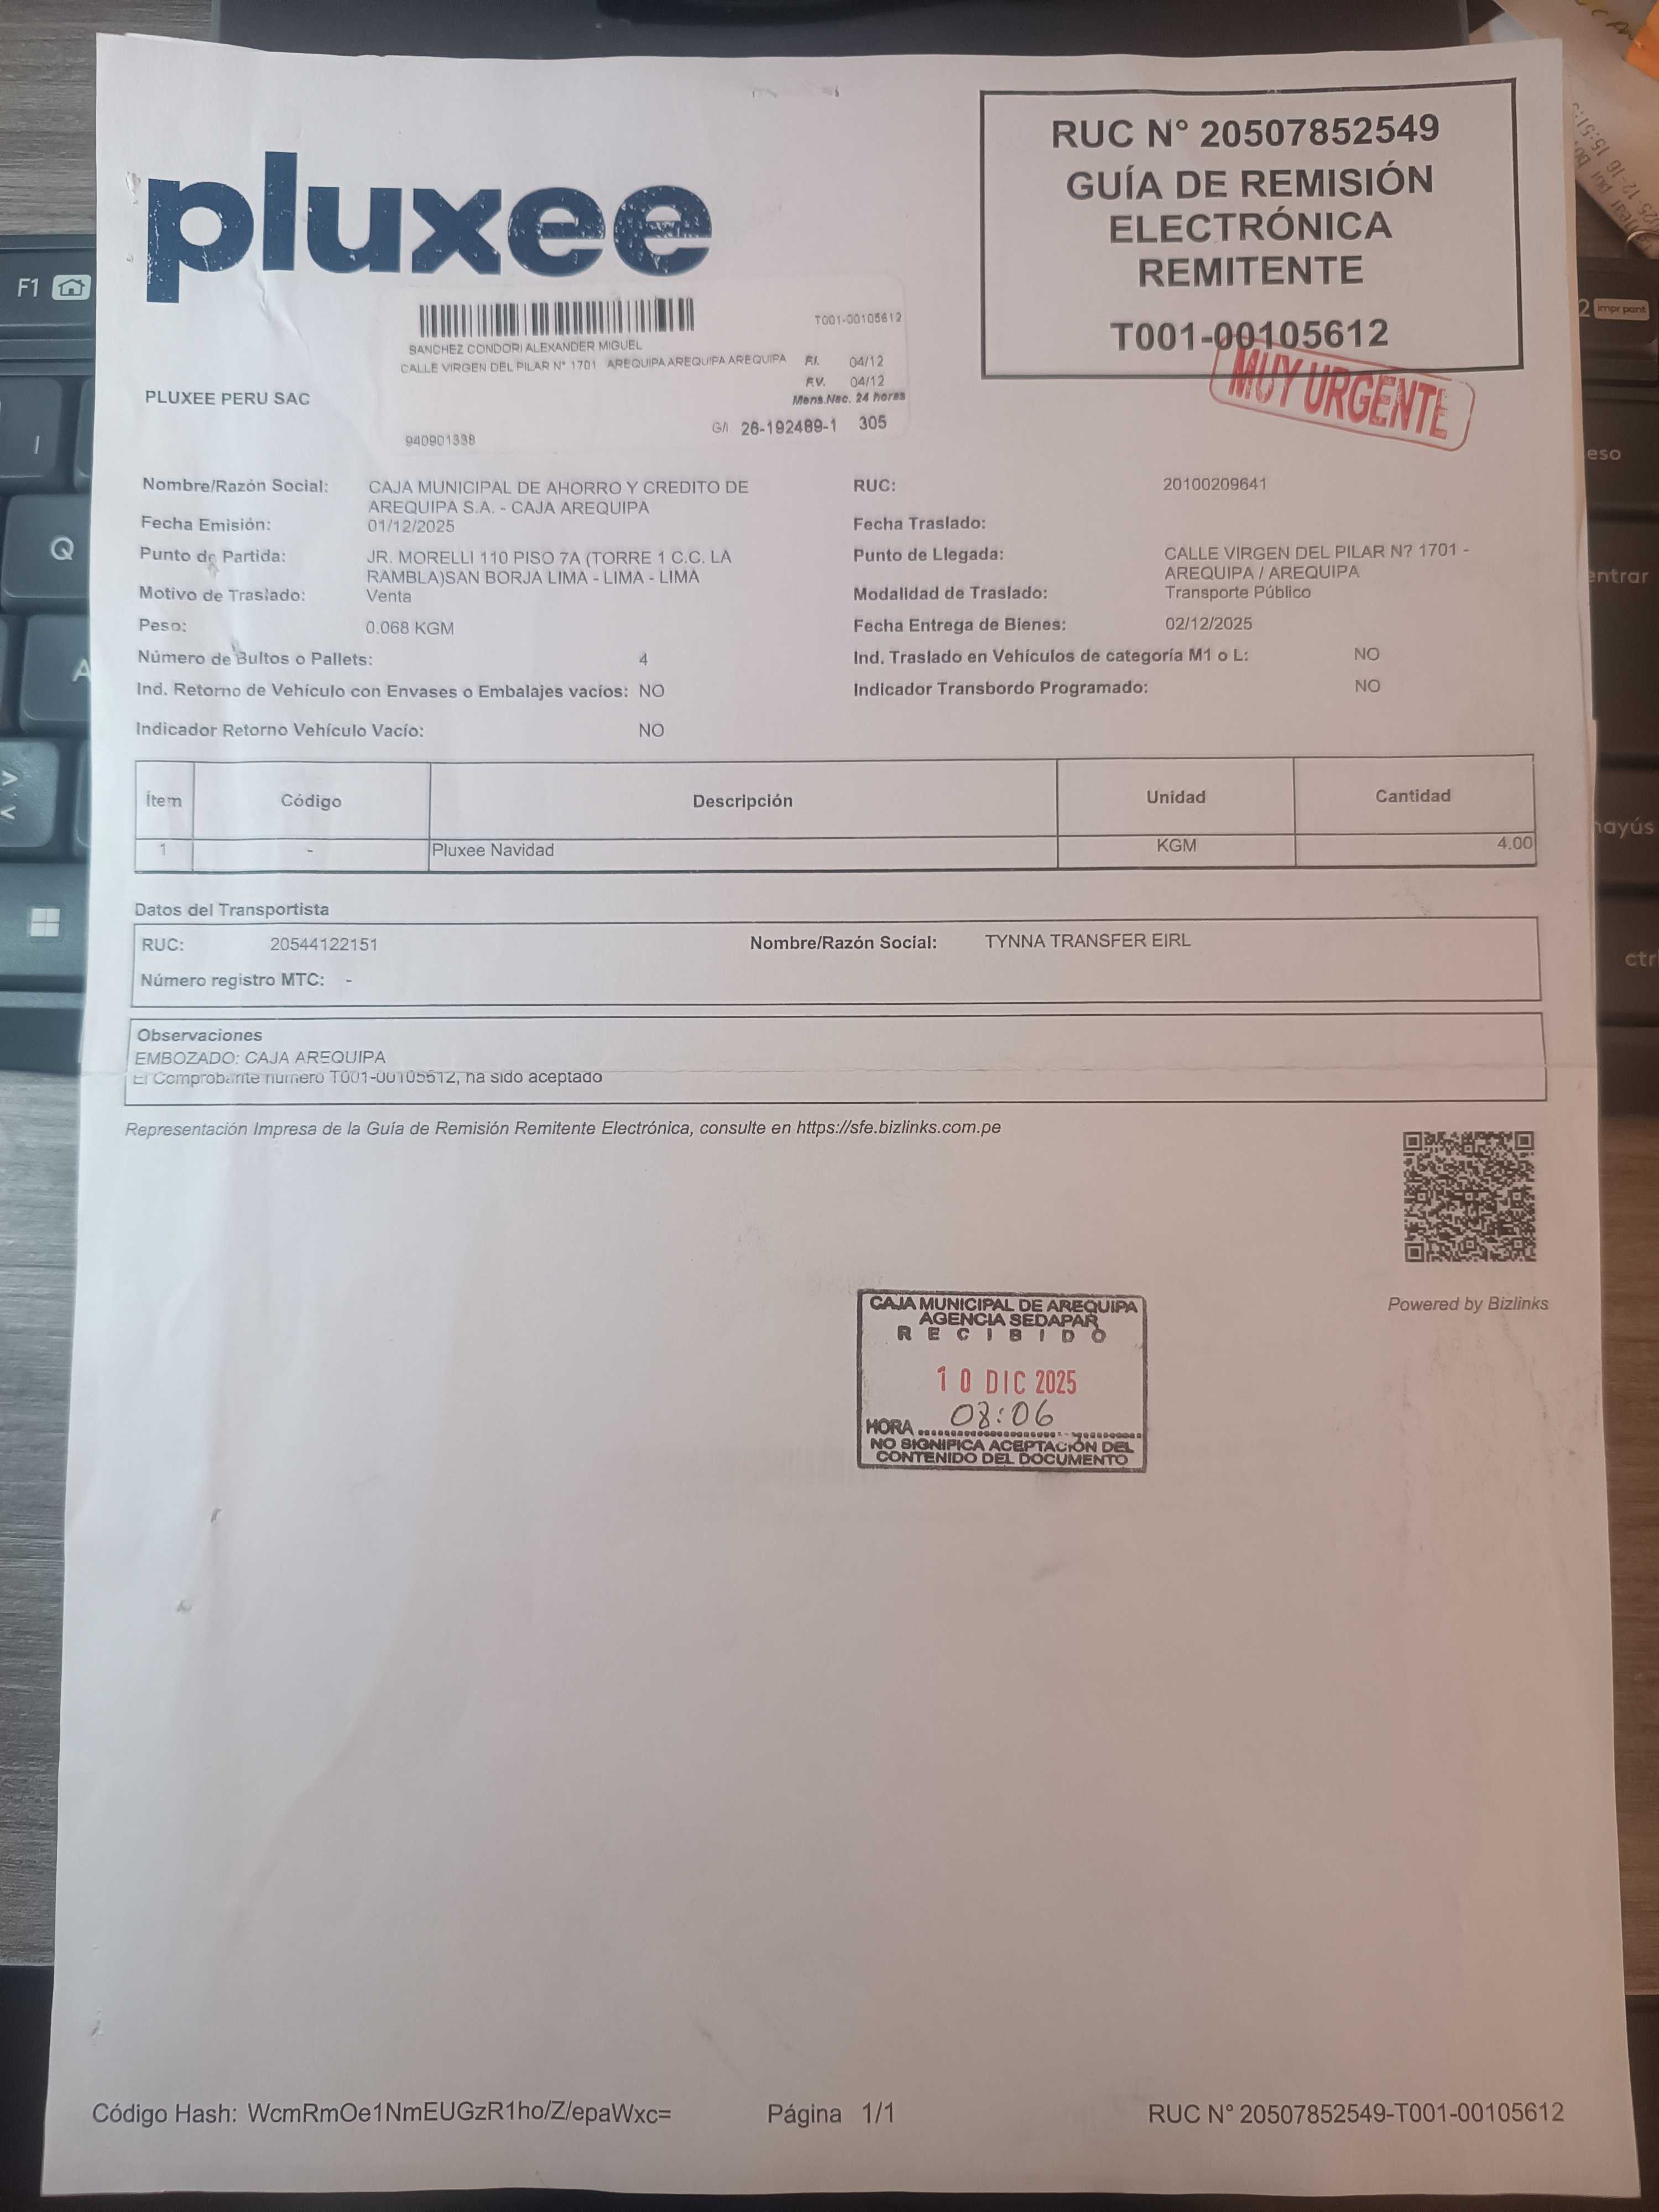 pluxee
RUC N° 20507852549
GUÍA DE REMISIÓN
ELECTRÓNICA
REMITENTE
T001-00105612
MUY URGENTE
T001-00105612
SANCHEZ CONDORI ALEXANDER MIGUEL
CALLE VIRGEN DEL PILAR N° 1701 AREQUIPA AREQUIPA AREQUIPA
F.I. 04/12
F.V. 04/12
Mens.Nac. 24 horas
G/I 26-192489-1 305
940901338
PLUXEE PERU SAC
Nombre/Razón Social: CAJA MUNICIPAL DE AHORRO Y CREDITO DE AREQUIPA S.A. - CAJA AREQUIPA
RUC: 20100209641
Fecha Emisión: 01/12/2025
Fecha Traslado:
Punto de Partida: JR. MORELLI 110 PISO 7A (TORRE 1 C.C. LA RAMBLA)SAN BORJA LIMA - LIMA - LIMA
Punto de Llegada: CALLE VIRGEN DEL PILAR N? 1701 - AREQUIPA / AREQUIPA
Motivo de Traslado: Venta
Modalidad de Traslado: Transporte Público
Peso: 0.068 KGM
Fecha Entrega de Bienes: 02/12/2025
Número de Bultos o Pallets: 4
Ind. Traslado en Vehículos de categoría M1 o L: NO
Ind. Retorno de Vehículo con Envases o Embalajes vacíos: NO
Indicador Transbordo Programado: NO
Indicador Retorno Vehículo Vacío: NO
Ítem Código Descripción Unidad Cantidad
1 - Pluxee Navidad KGM 4.00
Datos del Transportista
RUC: 20544122151 Nombre/Razón Social: TYNNA TRANSFER EIRL
Número registro MTC: -
Observaciones
EMBOZADO: CAJA AREQUIPA
El Comprobante numero T001-00105612, ha sido aceptado
Representación Impresa de la Guía de Remisión Remitente Electrónica, consulte en https://sfe.bizlinks.com.pe
Powered by Bizlinks
CAJA MUNICIPAL DE AREQUIPA
AGENCIA SEDAPAR
RECIBIDO
10 DIC 2025
HORA 08:06
NO SIGNIFICA ACEPTACIÓN DEL
CONTENIDO DEL DOCUMENTO
Código Hash: WcmRmOe1NmEUGzR1ho/Z/epaWxc= Página 1/1 RUC N° 20507852549-T001-00105612
F1
Q
A
impr pant
entrar